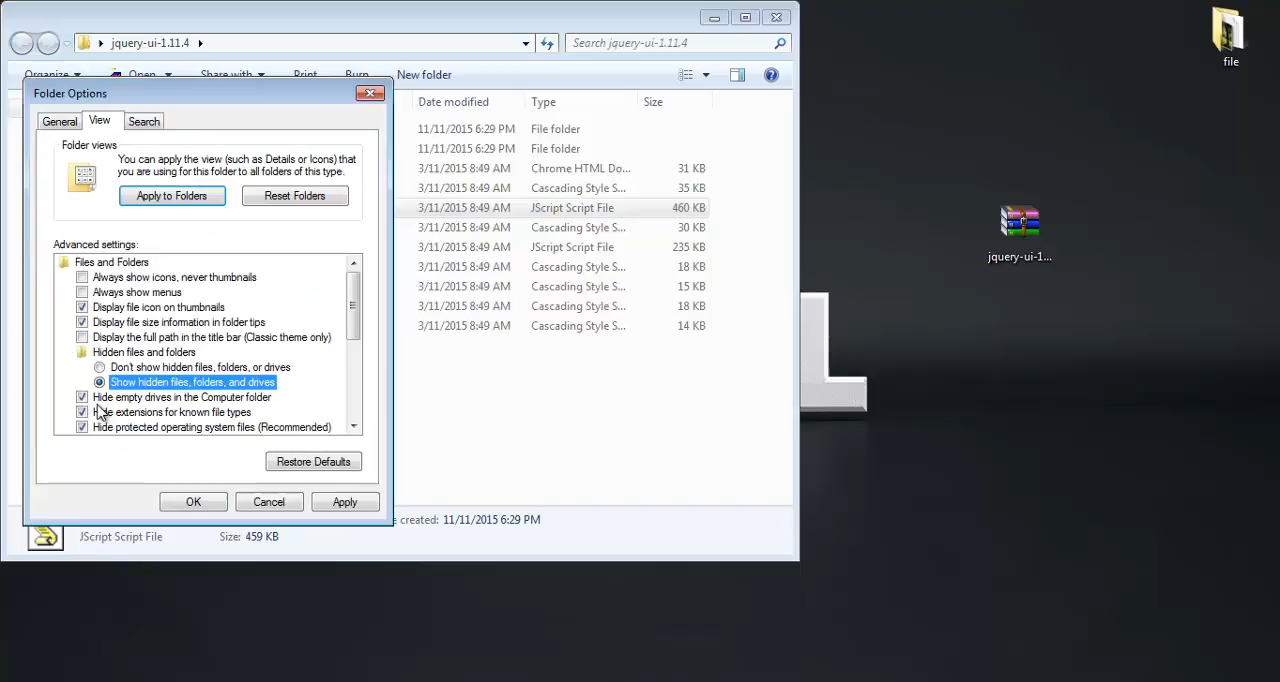 file
jquery-ui-1.11.4
Search jquery-ui-1.11.4
Organize
Open
Share with
Print
Burn
New folder
Folder Options
General
View
Search
Date modified
Type
Size
Folder views
You can apply the view (such as Details or Icons) that
you are using for this folder to all folders of this type.
Apply to Folders
Reset Folders
11/11/2015 6:29 PM File folder
11/11/2015 6:29 PM File folder
3/11/2015 8:49 AM Chrome HTML Do... 31 KB
3/11/2015 8:49 AM Cascading Style S... 35 KB
3/11/2015 8:49 AM JScript Script File 460 KB
3/11/2015 8:49 AM Cascading Style S... 30 KB
3/11/2015 8:49 AM JScript Script File 235 KB
3/11/2015 8:49 AM Cascading Style S... 18 KB
3/11/2015 8:49 AM Cascading Style S... 15 KB
3/11/2015 8:49 AM Cascading Style S... 18 KB
3/11/2015 8:49 AM Cascading Style S... 14 KB
jquery-ui-1...
Advanced settings:
Files and Folders
Always show icons, never thumbnails
Always show menus
Display file icon on thumbnails
Display file size information in folder tips
Display the full path in the title bar (Classic theme only)
Hidden files and folders
Don't show hidden files, folders, or drives
Show hidden files, folders, and drives
Hide empty drives in the Computer folder
Hide extensions for known file types
Hide protected operating system files (Recommended)
Restore Defaults
OK
Cancel
Apply
e created: 11/11/2015 6:29 PM
JScript Script File
Size: 459 KB